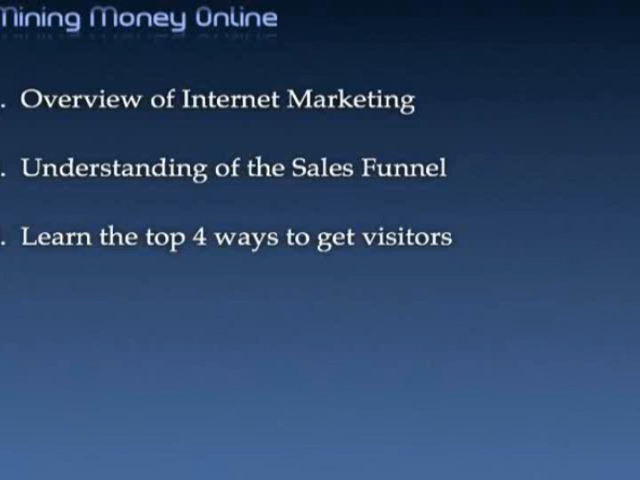 Mining Money Online
. Overview of Internet Marketing
. Understanding of the Sales Funnel
. Learn the top 4 ways to get visitors